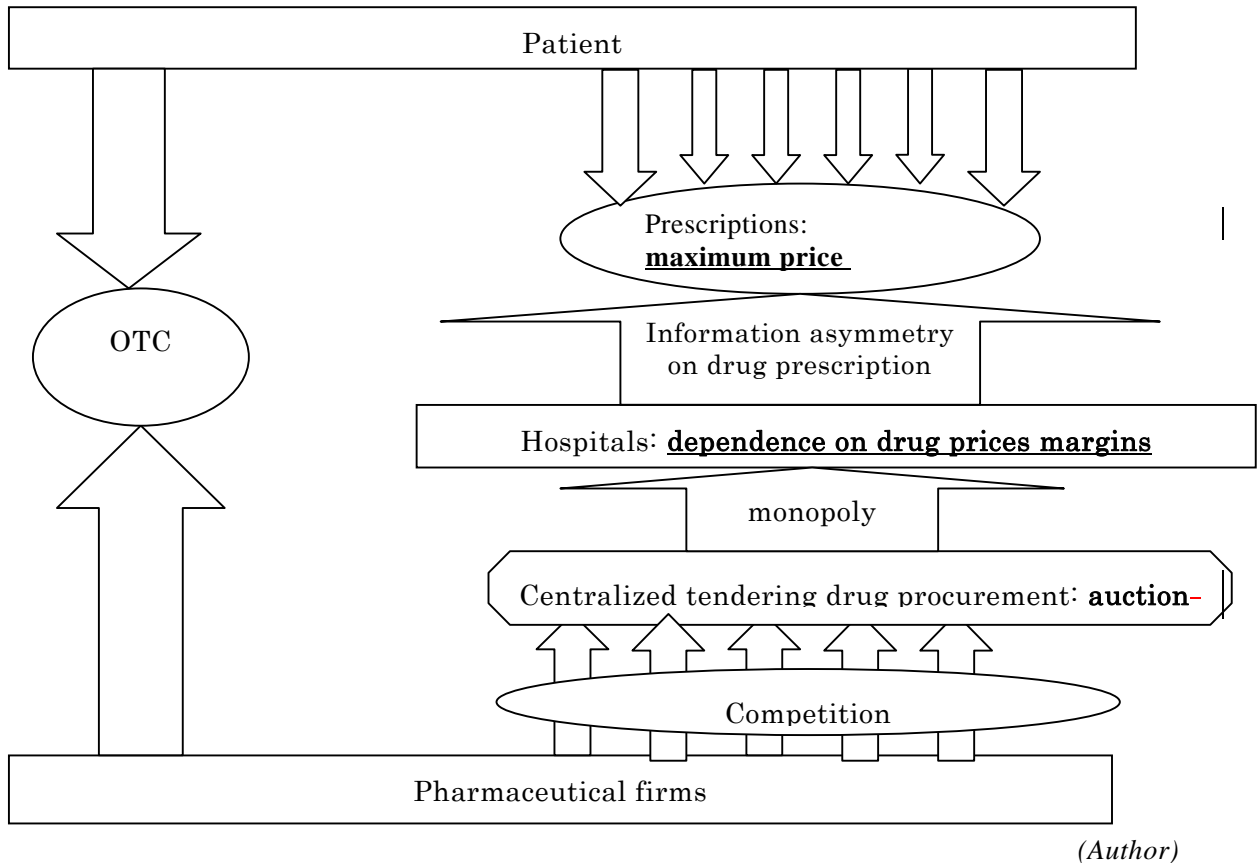 Patient
Prescriptions:
maximum price
OTC
Information asymmetry
on drug prescription
Hospitals: dependence on drug prices margins
monopoly
Centralized tendering drug procurement: auction-
Competition
Pharmaceutical firms
(Author)